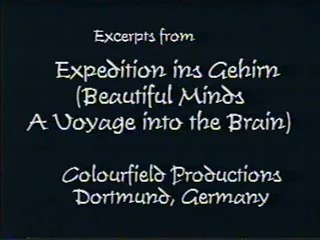 Excerpts from
Expedition ins Gehirn
(Beautiful Minds
A Voyage into the Brain)
Colourfield Productions
Dortmund, Germany